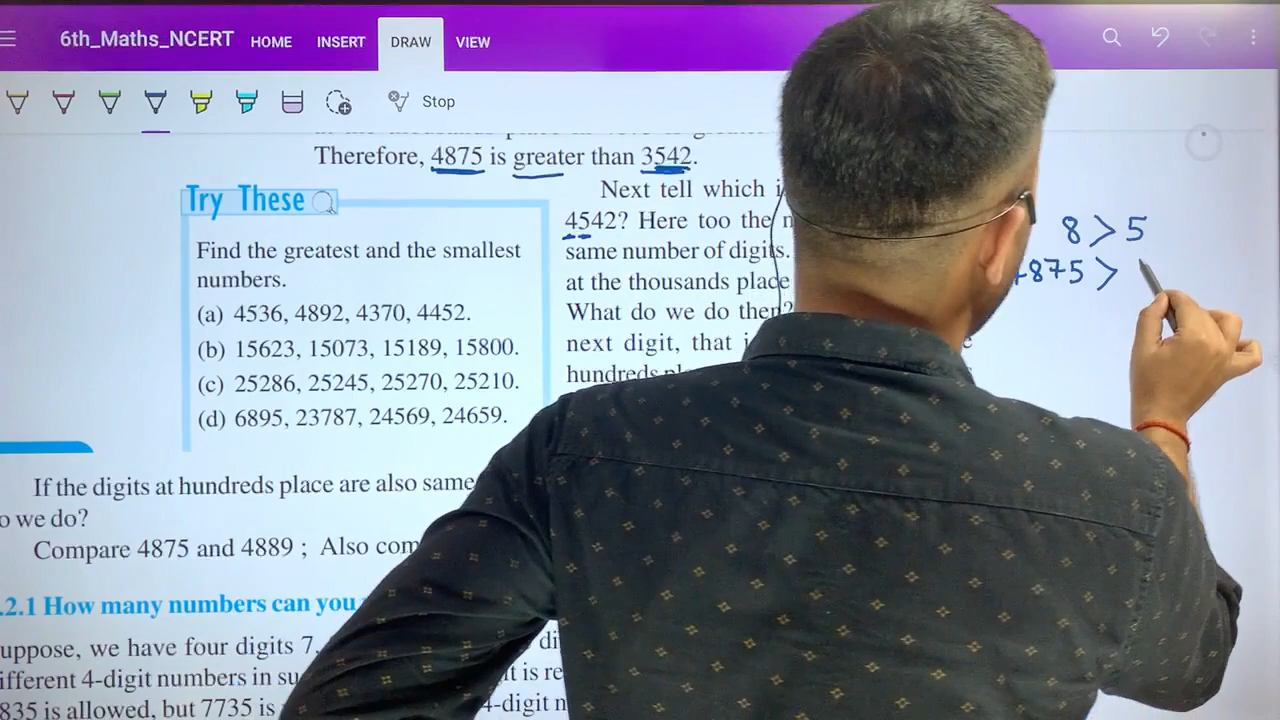 6th_Maths_NCERT HOME INSERT DRAW VIEW
Stop
Therefore, 4875 is greater than 3542.
Try These
Find the greatest and the smallest
numbers.
(a) 4536, 4892, 4370, 4452.
(b) 15623, 15073, 15189, 15800.
(c) 25286, 25245, 25270, 25210.
(d) 6895, 23787, 24569, 24659.
Next tell which
4542? Here too the
same number of digits.
at the thousands place
What do we do then?
next digit, that
hundreds
8 > 5
875 >
If the digits at hundreds place are also same
we do?
Compare 4875 and 4889 ; Also
.2.1 How many numbers can you
we have four digits 7
4-digit numbers in
835 is allowed, but 7735 is
4-digit